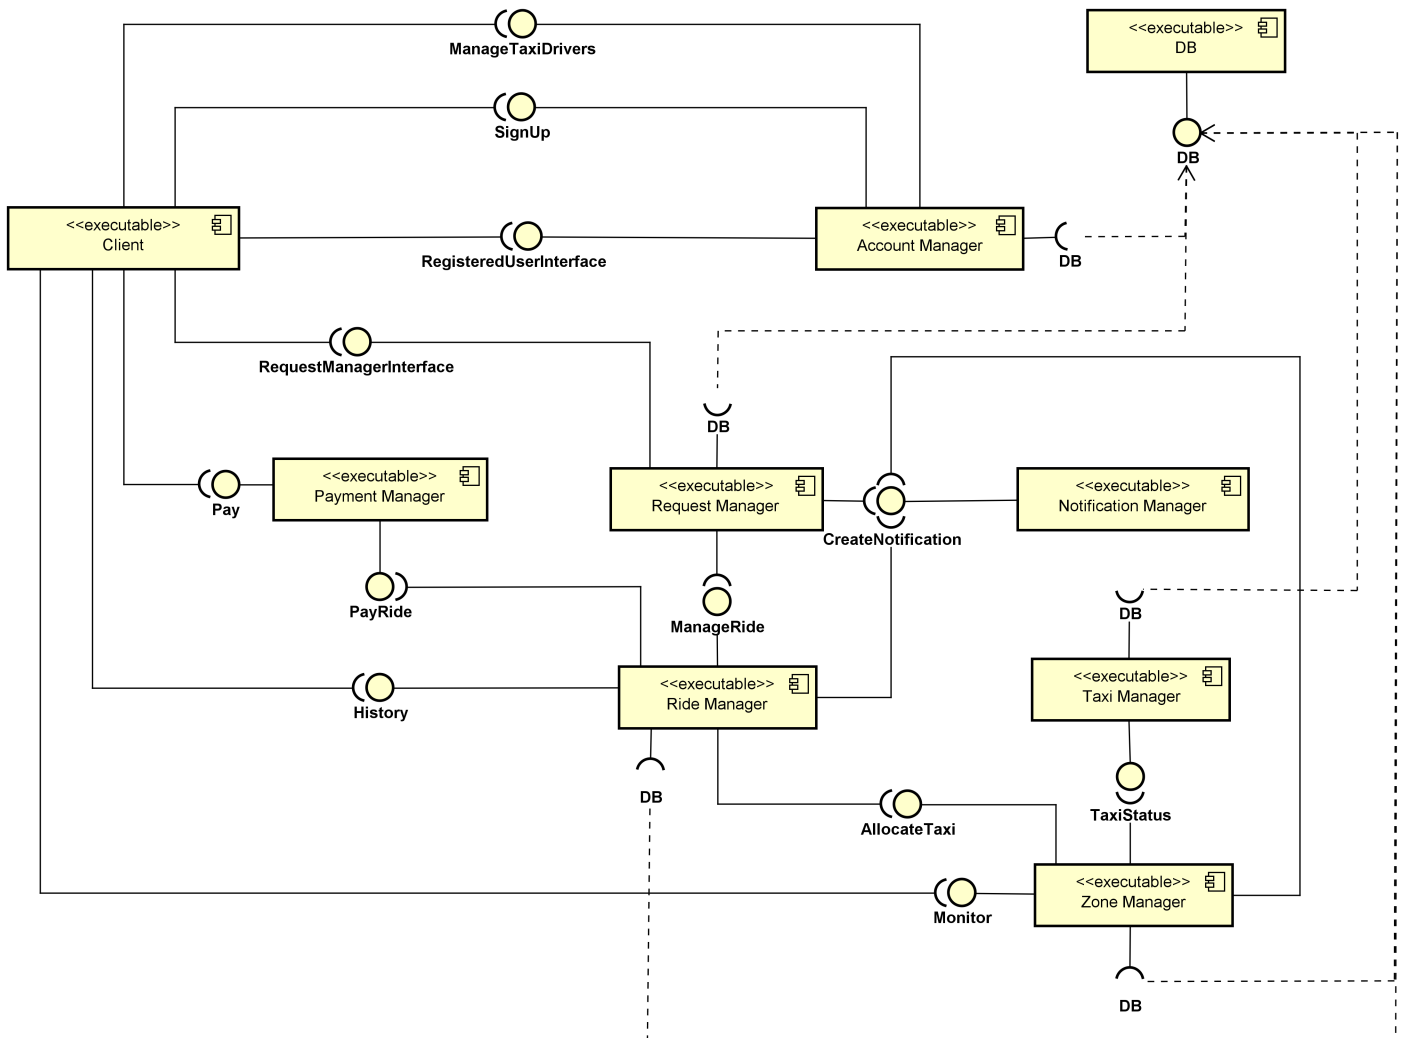 ManageTaxiDrivers
<<executable>>
DB
SignUp
DB
<<executable>>
Client
RegisteredUserInterface
<<executable>>
Account Manager
DB
RequestManagerInterface
DB
<<executable>>
Payment Manager
Pay
<<executable>>
Request Manager
CreateNotification
<<executable>>
Notification Manager
PayRide
ManageRide
DB
<<executable>>
Taxi Manager
History
<<executable>>
Ride Manager
DB
AllocateTaxi
TaxiStatus
<<executable>>
Zone Manager
Monitor
DB